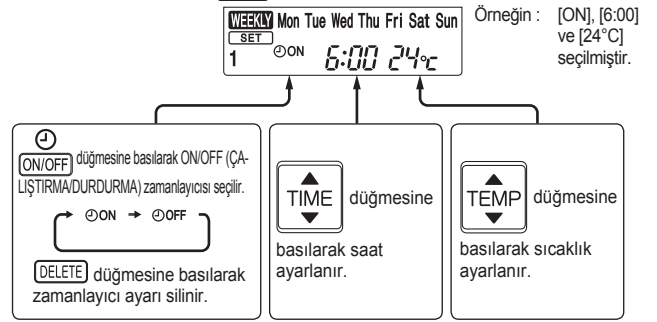 WEEKLY Mon Tue Wed Thu Fri Sat Sun
SET
1 ON 6:00 24°C
Örneğin : [ON], [6:00]
ve [24°C]
seçilmiştir.
ON/OFF düğmesine basılarak ON/OFF (ÇA-
LIŞTIRMA/DURDURMA) zamanlayıcısı seçilir.
ON → OFF
DELETE düğmesine basılarak
zamanlayıcı ayarı silinir.
TIME düğmesine
basılarak saat
ayarlanır.
TEMP düğmesine
basılarak sıcaklık
ayarlanır.